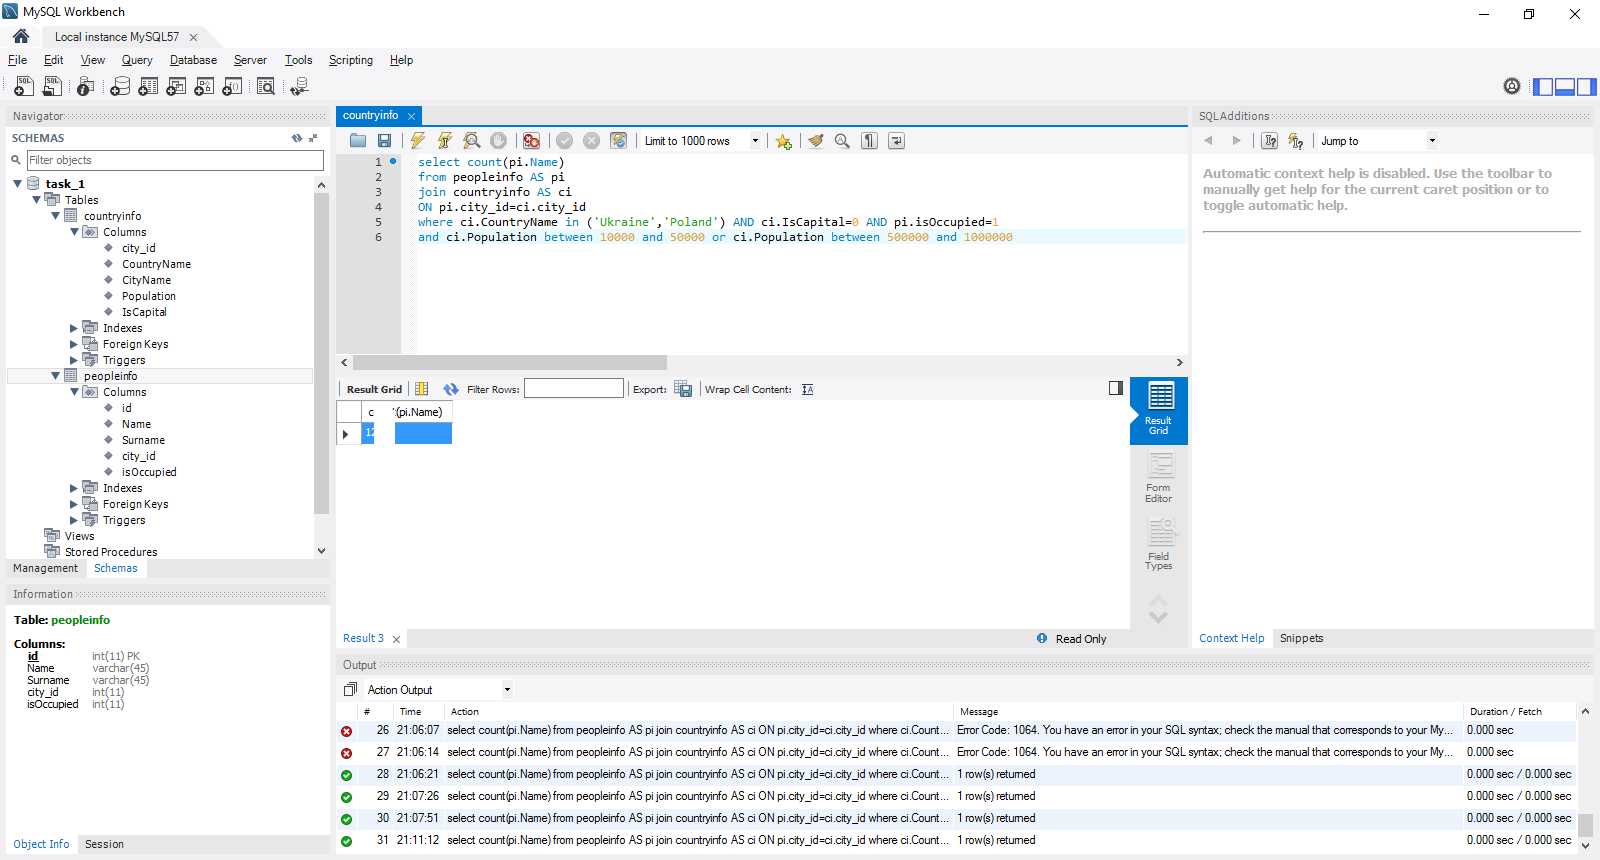 MySQL Workbench
Local instance MySQL57
File Edit View Query Database Server Tools Scripting Help
Navigator
SCHEMAS
Filter objects
task_1
Tables
countryinfo
Columns
city_id
CountryName
CityName
Population
IsCapital
Indexes
Foreign Keys
Triggers
peopleinfo
Columns
id
Name
Surname
city_id
isOccupied
Indexes
Foreign Keys
Triggers
Views
Stored Procedures
Management Schemas
Information
Table: peopleinfo
Columns:
id int(11) PK
Name varchar(45)
Surname varchar(45)
city_id int(11)
isOccupied int(11)
Object Info Session
countryinfo
Limit to 1000 rows
1 select count(pi.Name)
2 from peopleinfo AS pi
3 join countryinfo AS ci
4 ON pi.city_id=ci.city_id
5 where ci.CountryName in ('Ukraine','Poland') AND ci.IsCapital=0 AND pi.isOccupied=1
6 and ci.Population between 10000 and 50000 or ci.Population between 500000 and 1000000
Result Grid Filter Rows: Export: Wrap Cell Content:
c (pi.Name)
12
Result Grid
Form Editor
Field Types
Result 3
Read Only
SQLAdditions
Jump to
Automatic context help is disabled. Use the toolbar to
manually get help for the current caret position or to
toggle automatic help.
Context Help Snippets
Output
Action Output
# Time Action Message Duration / Fetch
26 21:06:07 select count(pi.Name) from peopleinfo AS pi join countryinfo AS ci ON pi.city_id=ci.city_id where ci.Count... Error Code: 1064. You have an error in your SQL syntax; check the manual that corresponds to your My... 0.000 sec
27 21:06:14 select count(pi.Name) from peopleinfo AS pi join countryinfo AS ci ON pi.city_id=ci.city_id where ci.Count... Error Code: 1064. You have an error in your SQL syntax; check the manual that corresponds to your My... 0.000 sec
28 21:06:21 select count(pi.Name) from peopleinfo AS pi join countryinfo AS ci ON pi.city_id=ci.city_id where ci.Count... 1 row(s) returned 0.000 sec / 0.000 sec
29 21:07:26 select count(pi.Name) from peopleinfo AS pi join countryinfo AS ci ON pi.city_id=ci.city_id where ci.Count... 1 row(s) returned 0.000 sec / 0.000 sec
30 21:07:51 select count(pi.Name) from peopleinfo AS pi join countryinfo AS ci ON pi.city_id=ci.city_id where ci.Count... 1 row(s) returned 0.000 sec / 0.000 sec
31 21:11:12 select count(pi.Name) from peopleinfo AS pi join countryinfo AS ci ON pi.city_id=ci.city_id where ci.Count... 1 row(s) returned 0.000 sec / 0.000 sec